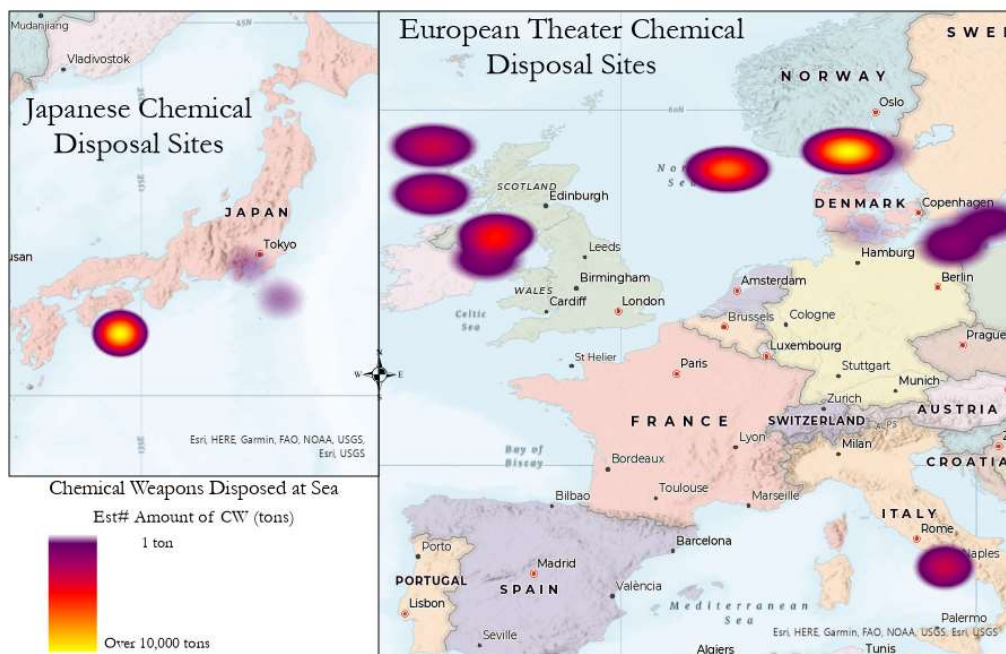 Mudanjiang
Vladivostok
45N
Japanese Chemical
Disposal Sites
JAPAN
Tokyo
usan
Esri, HERE, Garmin, FAO, NOAA, USGS,
Esri, USGS
European Theater Chemical
Disposal Sites
SWE
NORWAY
Oslo
60N
SCOTLAND
Edinburgh
Sea
DENMARK
Copenhagen
Leeds
Hamburg
Birmingham
Berlin
WALES
Cardiff
London
Amsterdam
Celtic
Sea
Brussels
Cologne
Prague
St Helier
Luxembourg
Paris
Stuttgart
Munich
Zurich
AUSTRIA
FRANCE
SWITZERLAND
ALPS
Lyon
Milan
CROATIA
Bay of
Biscay
Bordeaux
Toulouse
Marseille
Bilbao
ITALY
Rome
Barcelona
Naples
Porto
Madrid
PORTUGAL
SPAIN
València
Lisbon
Mediterranean
Sea
Palermo
Seville
Algiers
Tunis
Esri, HERE, Garmin, FAO, NOAA, USGS, Esri, USGS
N
W
E
S
Chemical Weapons Disposed at Sea
Est# Amount of CW (tons)
1 ton
Over 10,000 tons